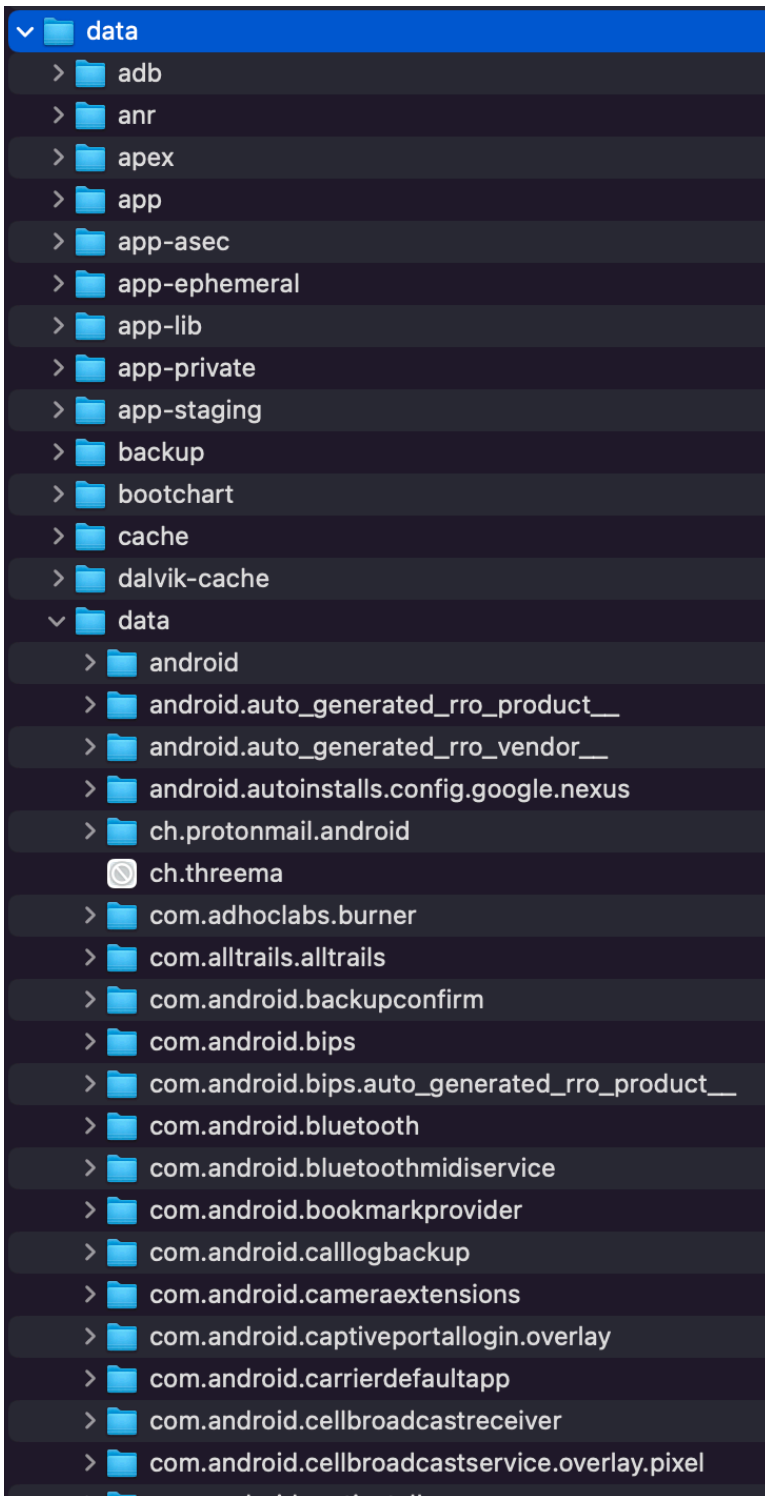 data
adb
anr
apex
app
app-asec
app-ephemeral
app-lib
app-private
app-staging
backup
bootchart
cache
dalvik-cache
data
android
android.auto_generated_rro_product__
android.auto_generated_rro_vendor__
android.autoinstalls.config.google.nexus
ch.protonmail.android
ch.threema
com.adhoclabs.burner
com.alltrails.alltrails
com.android.backupconfirm
com.android.bips
com.android.bips.auto_generated_rro_product__
com.android.bluetooth
com.android.bluetoothmidiservice
com.android.bookmarkprovider
com.android.calllogbackup
com.android.cameraextensions
com.android.captiveportallogin.overlay
com.android.carrierdefaultapp
com.android.cellbroadcastreceiver
com.android.cellbroadcastservice.overlay.pixel